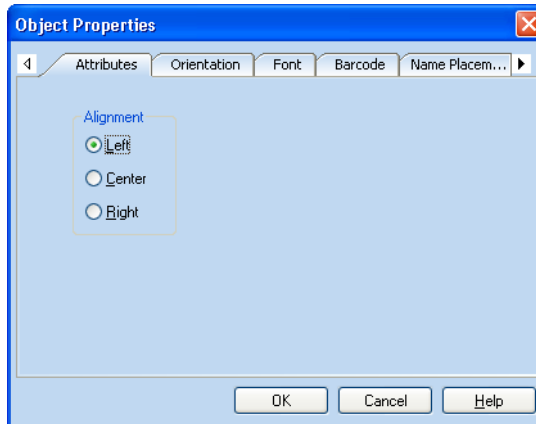 Object Properties
Attributes Orientation Font Barcode Name Placem...
Alignment
Left
Center
Right
OK Cancel Help